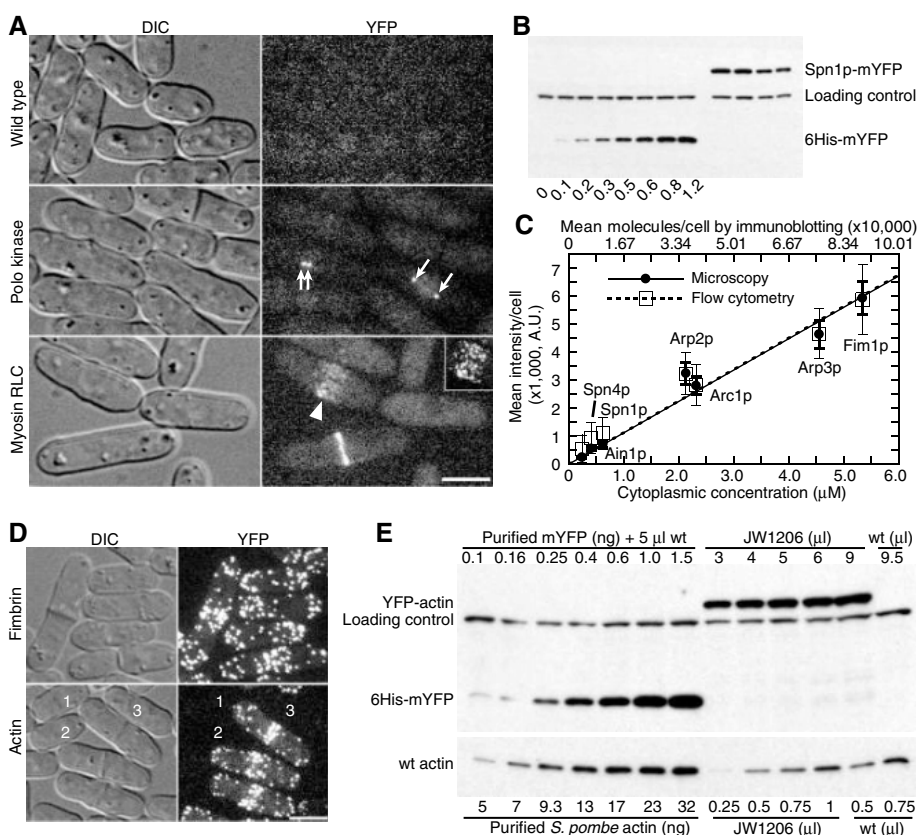 A
DIC
YFP
Wild type
Polo kinase
Myosin RLC
B
Spn1p-mYFP
Loading control
6His-mYFP
0 0.1 0.2 0.3 0.5 0.6 0.8 1.2
C
Mean molecules/cell by immunoblotting (x10,000)
0 1.67 3.34 5.01 6.67 8.34 10.01
Mean intensity/cell
(x1,000, A.U.)
7
6
5
4
3
2
1
0
Microscopy
Flow cytometry
Arp2p
Fim1p
Arp3p
Arc1p
Spn4p
Spn1p
Ain1p
0 1.0 2.0 3.0 4.0 5.0 6.0
Cytoplasmic concentration (μM)
D
DIC
YFP
Fimbrin
Actin
1 2 3
1 2 3
E
Purified mYFP (ng) + 5 μl wt
JW1206 (μl)
wt (μl)
0.1 0.16 0.25 0.4 0.6 1.0 1.5 3 4 5 6 9 9.5
YFP-actin
Loading control
6His-mYFP
wt actin
5 7 9.3 13 17 23 32 0.25 0.5 0.75 1 0.5 0.75
Purified S. pombe actin (ng)
JW1206 (μl)
wt (μl)